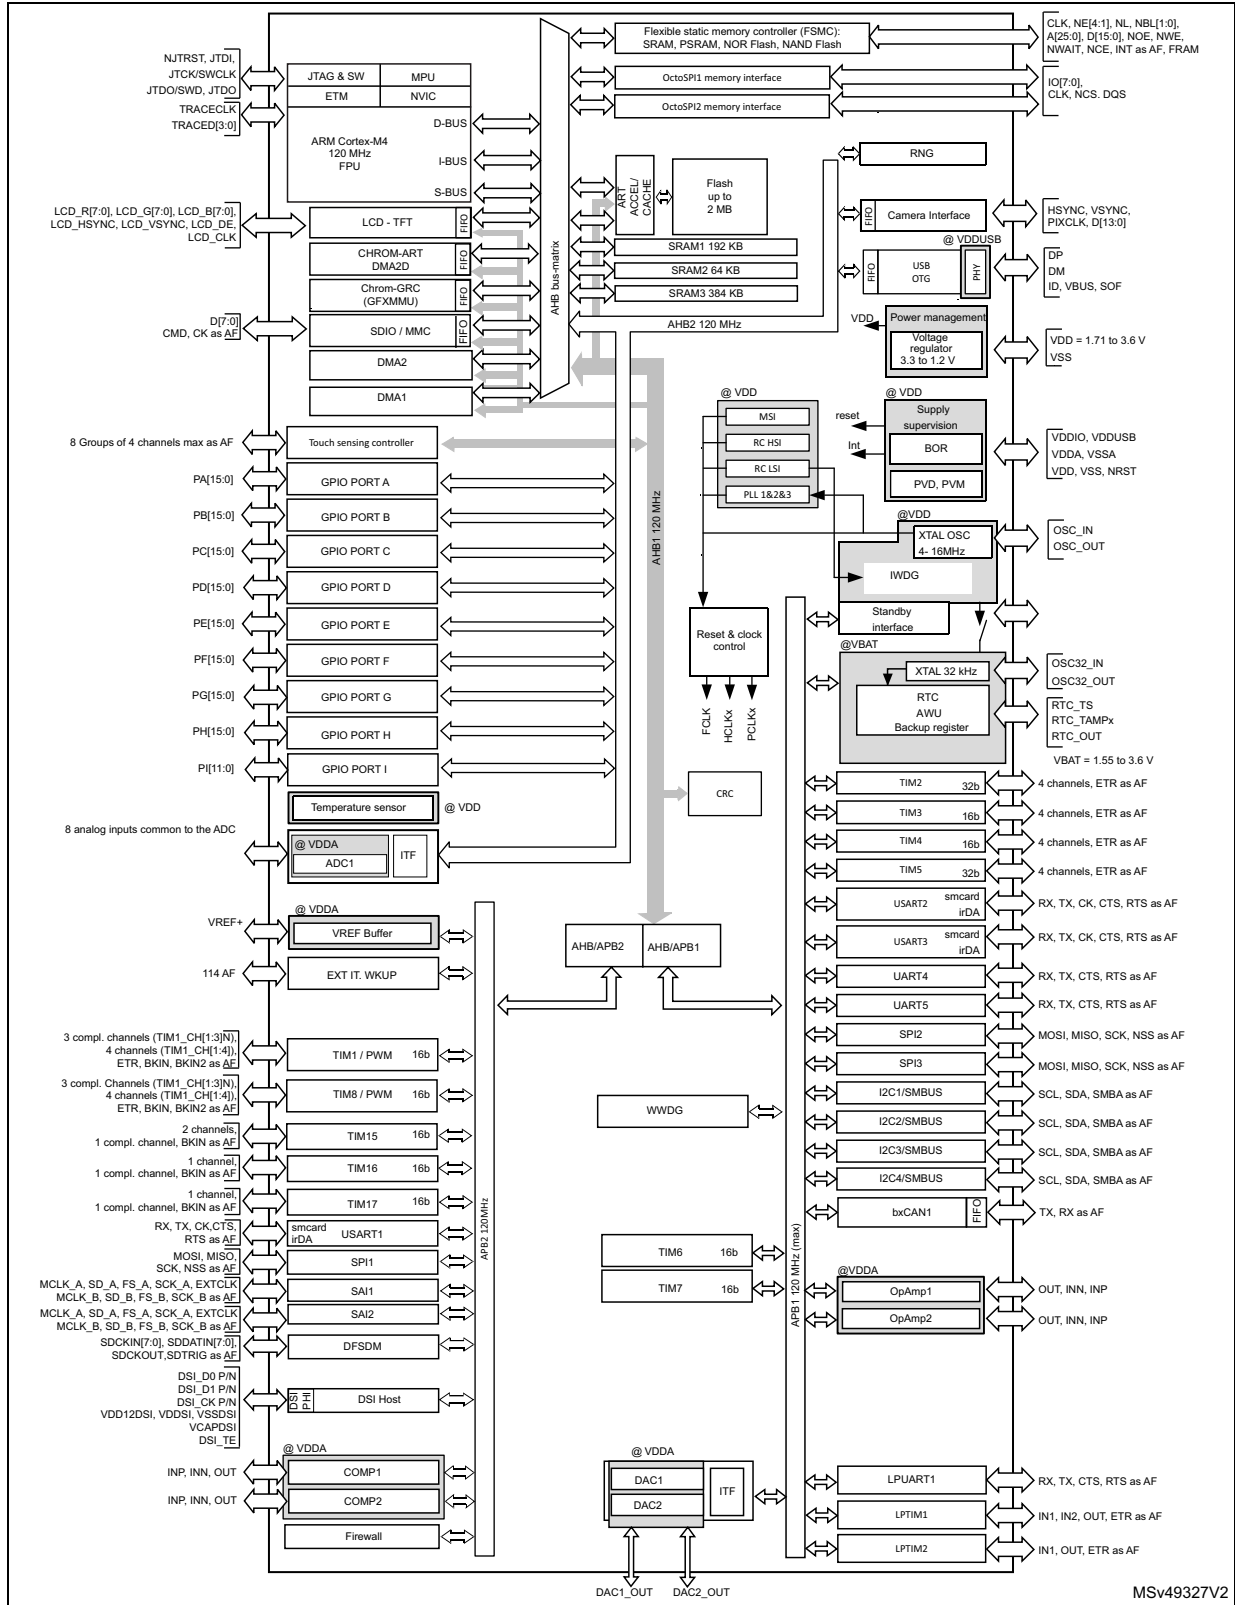 CLK, NE[4:1], NL, NBL[1:0],
A[25:0], D[15:0], NOE, NWE,
NWAIT, NCE, INT as AF, FRAM
Flexible static memory controller (FSMC):
SRAM, PSRAM, NOR Flash, NAND Flash
NJTRST, JTDI,
JTCK/SWCLK
JTDO/SWD, JTDO
JTAG & SW
MPU
ETM
NVIC
TRACECLK
TRACED[3:0]
ARM Cortex-M4
120 MHz
FPU
D-BUS
I-BUS
S-BUS
OctoSPI1 memory interface
OctoSPI2 memory interface
IO[7:0],
CLK, NCS. DQS
RNG
ART
ACCEL/
CACHE
Flash
up to
2 MB
LCD_R[7:0], LCD_G[7:0], LCD_B[7:0],
LCD_HSYNC, LCD_VSYNC, LCD_DE,
LCD_CLK
LCD - TFT
FIFO
CHROM-ART
DMA2D
FIFO
Chrom-GRC
(GFXMMU)
FIFO
D[7:0]
CMD, CK as AF
SDIO / MMC
FIFO
DMA2
DMA1
AHB bus-matrix
SRAM1 192 KB
SRAM2 64 KB
SRAM3 384 KB
FIFO
Camera Interface
HSYNC, VSYNC,
PIXCLK, D[13:0]
@ VDDUSB
FIFO
USB
OTG
PHY
DP
DM
ID, VBUS, SOF
AHB2 120 MHz
VDD
Power management
Voltage
regulator
3.3 to 1.2 V
VDD = 1.71 to 3.6 V
VSS
@ VDD
MSI
RC HSI
RC LSI
PLL 1&2&3
@ VDD
reset
Int
Supply
supervision
BOR
PVD, PVM
VDDIO, VDDUSB
VDDA, VSSA
VDD, VSS, NRST
8 Groups of 4 channels max as AF
Touch sensing controller
PA[15:0]
GPIO PORT A
PB[15:0]
GPIO PORT B
PC[15:0]
GPIO PORT C
PD[15:0]
GPIO PORT D
PE[15:0]
GPIO PORT E
PF[15:0]
GPIO PORT F
PG[15:0]
GPIO PORT G
PH[15:0]
GPIO PORT H
PI[11:0]
GPIO PORT I
AHB1 120 MHz
@VDD
XTAL OSC
4- 16MHz
IWDG
OSC_IN
OSC_OUT
Standby
interface
Reset & clock
control
FCLK
HCLKx
PCLKx
@VBAT
XTAL 32 kHz
RTC
AWU
Backup register
OSC32_IN
OSC32_OUT
RTC_TS
RTC_TAMPx
RTC_OUT
VBAT = 1.55 to 3.6 V
Temperature sensor
@ VDD
8 analog inputs common to the ADC
@ VDDA
ADC1
ITF
CRC
TIM2
32b
4 channels, ETR as AF
TIM3
16b
4 channels, ETR as AF
TIM4
16b
4 channels, ETR as AF
TIM5
32b
4 channels, ETR as AF
USART2
smcard
irDA
RX, TX, CK, CTS, RTS as AF
USART3
smcard
irDA
RX, TX, CK, CTS, RTS as AF
UART4
RX, TX, CTS, RTS as AF
UART5
RX, TX, CTS, RTS as AF
SPI2
MOSI, MISO, SCK, NSS as AF
SPI3
MOSI, MISO, SCK, NSS as AF
I2C1/SMBUS
SCL, SDA, SMBA as AF
I2C2/SMBUS
SCL, SDA, SMBA as AF
I2C3/SMBUS
SCL, SDA, SMBA as AF
I2C4/SMBUS
SCL, SDA, SMBA as AF
bxCAN1
FIFO
TX, RX as AF
VREF+
@ VDDA
VREF Buffer
114 AF
EXT IT. WKUP
AHB/APB2
AHB/APB1
3 compl. channels (TIM1_CH[1:3]N),
4 channels (TIM1_CH[1:4]),
ETR, BKIN, BKIN2 as AF
TIM1 / PWM
16b
3 compl. Channels (TIM1_CH[1:3]N),
4 channels (TIM1_CH[1:4]),
ETR, BKIN, BKIN2 as AF
TIM8 / PWM
16b
2 channels,
1 compl. channel, BKIN as AF
TIM15
16b
1 channel,
1 compl. channel, BKIN as AF
TIM16
16b
1 channel,
1 compl. channel, BKIN as AF
TIM17
16b
RX, TX, CK,CTS,
RTS as AF
smcard
irDA
USART1
MOSI, MISO,
SCK, NSS as AF
SPI1
MCLK_A, SD_A, FS_A, SCK_A, EXTCLK
MCLK_B, SD_B, FS_B, SCK_B as AF
SAI1
MCLK_A, SD_A, FS_A, SCK_A, EXTCLK
MCLK_B, SD_B, FS_B, SCK_B as AF
SAI2
SDCKIN[7:0], SDDATIN[7:0],
SDCKOUT,SDTRIG as AF
DFSDM
DSI_D0 P/N
DSI_D1 P/N
DSI_CK P/N
VDD12DSI, VDDSI, VSSDSI
VCAPDSI
DSI_TE
DSI
PHI
DSI Host
APB2 120MHz
WWDG
TIM6
16b
TIM7
16b
APB1 120 MHz (max)
@VDDA
OpAmp1
OUT, INN, INP
OpAmp2
OUT, INN, INP
@ VDDA
INP, INN, OUT
COMP1
INP, INN, OUT
COMP2
Firewall
@ VDDA
DAC1
DAC2
ITF
DAC1_OUT
DAC2_OUT
LPUART1
RX, TX, CTS, RTS as AF
LPTIM1
IN1, IN2, OUT, ETR as AF
LPTIM2
IN1, OUT, ETR as AF
MSv49327V2